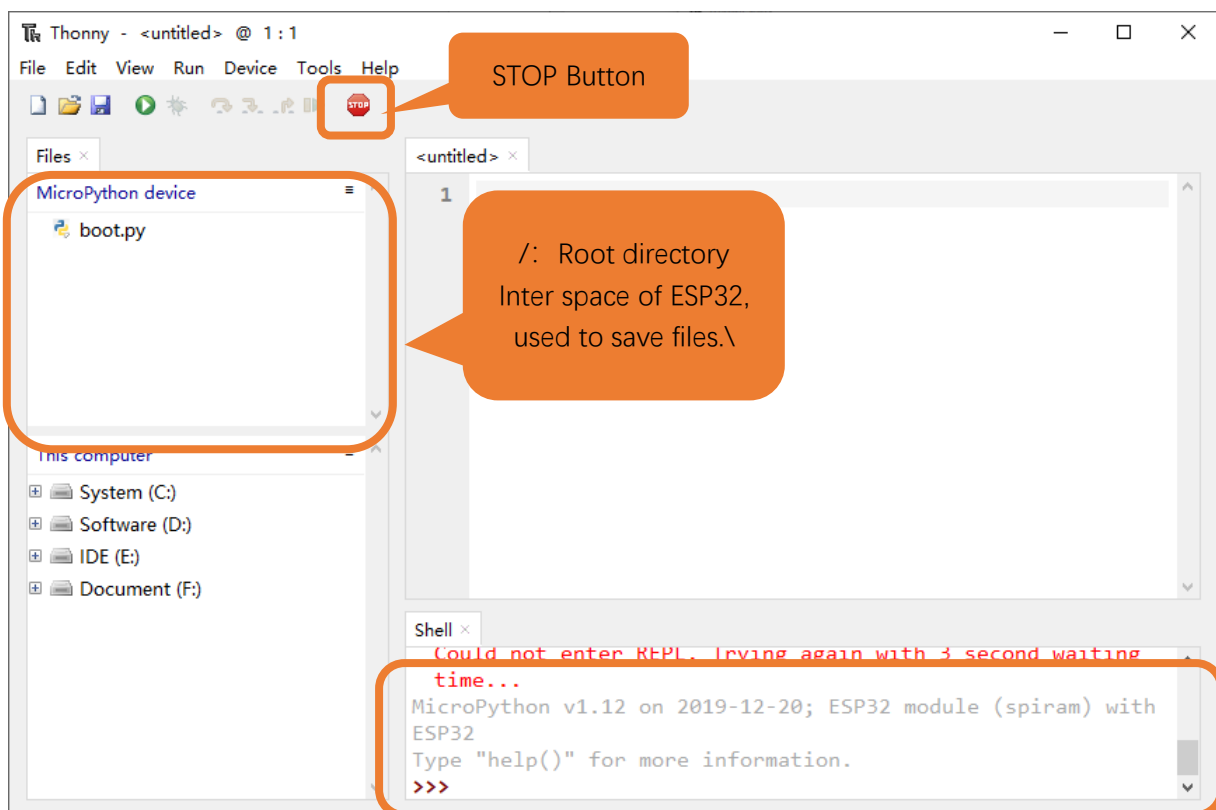 Thonny - <untitled> @ 1:1
File Edit View Run Device Tools Help
STOP Button
STOP
Files
<untitled>
MicroPython device
boot.py
1
/: Root directory
Inter space of ESP32,
used to save files.\
This computer
System (C:)
Software (D:)
IDE (E:)
Document (F:)
Shell
Could not enter REPL. Trying again with 3 second waiting
time...
MicroPython v1.12 on 2019-12-20; ESP32 module (spiram) with
ESP32
Type "help()" for more information.
>>>